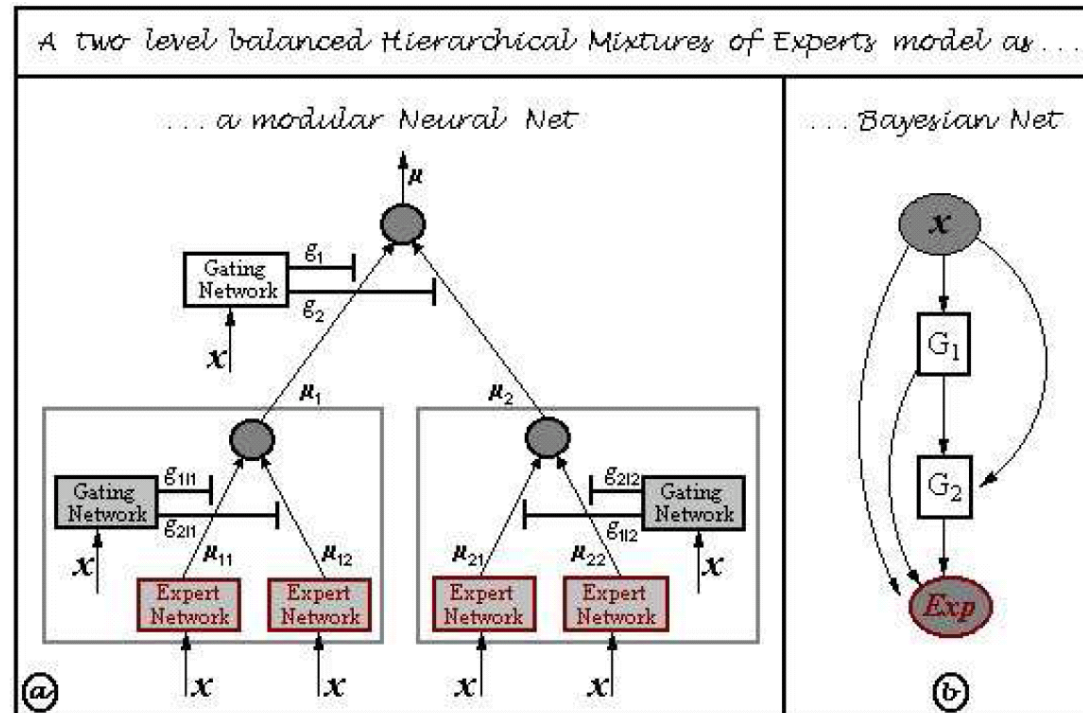 A two level balanced Hierarchical Mixtures of Experts model as ...
... a modular Neural Net
μ
g1
Gating
Network
g2
x
μ1
μ2
g1|1
Gating
Network
g2|1
x
μ11
μ12
g2|2
Gating
Network
g1|2
x
μ21
μ22
Expert
Network
Expert
Network
Expert
Network
Expert
Network
x
x
x
x
a
... Bayesian Net
x
G1
G2
Exp
b